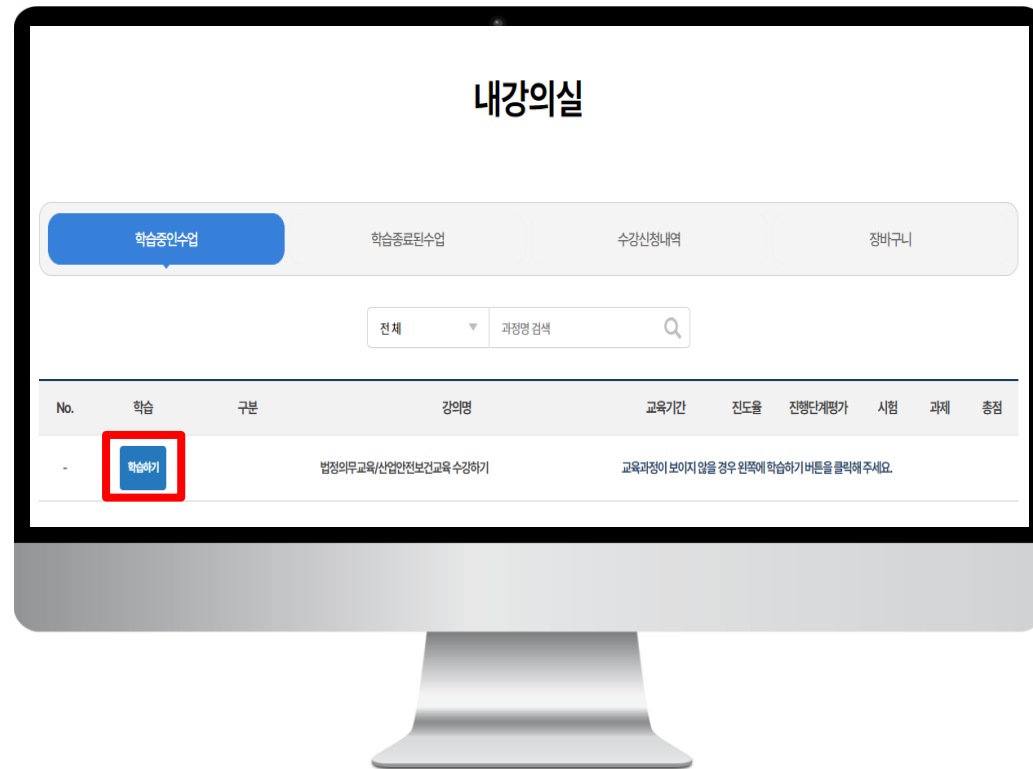 내강의실
학습중인수업 학습종료된수업 수강신청내역 장바구니
전체 과정명 검색
No. 학습 구분 강의명 교육기간 진도율 진행단계평가 시험 과제 총점
- 학습하기 법정의무교육/산업안전보건교육 수강하기 교육과정이 보이지 않을 경우 왼쪽에 학습하기 버튼을 클릭해 주세요.